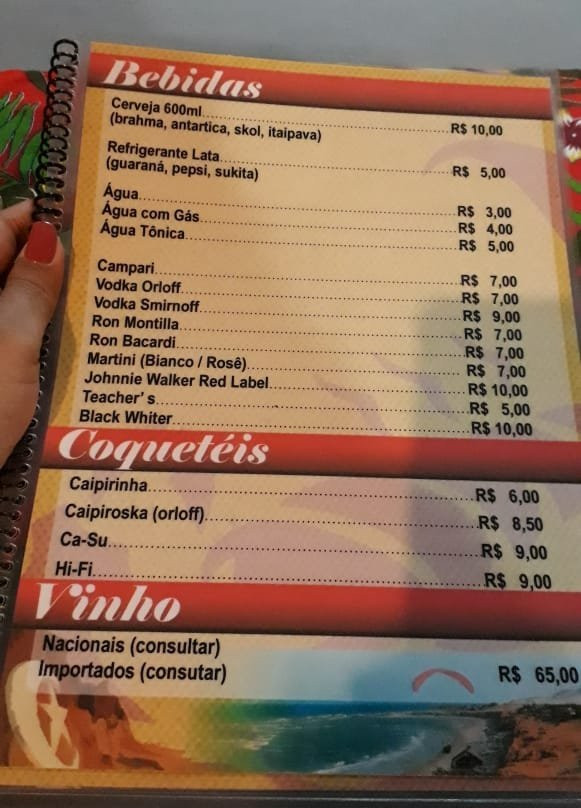 Bebidas
Cerveja 600ml........................................R$ 10,00
(brahma, antartica, skol, itaipava)
Refrigerante Lata........................................R$ 5,00
(guaraná, pepsi, sukita)
Água........................................R$ 3,00
Água com Gás........................................R$ 4,00
Água Tônica........................................R$ 5,00
Campari........................................R$ 7,00
Vodka Orloff........................................R$ 7,00
Vodka Smirnoff........................................R$ 9,00
Ron Montilla........................................R$ 7,00
Ron Bacardi........................................R$ 7,00
Martini (Bianco / Rosê)........................................R$ 7,00
Johnnie Walker Red Label........................................R$ 10,00
Teacher's........................................R$ 5,00
Black Whiter........................................R$ 10,00
Coquetéis
Caipirinha........................................R$ 6,00
Caipiroska (orloff)........................................R$ 8,50
Ca-Su........................................R$ 9,00
Hi-Fi........................................R$ 9,00
Vinho
Nacionais (consultar)
Importados (consutar) R$ 65,00